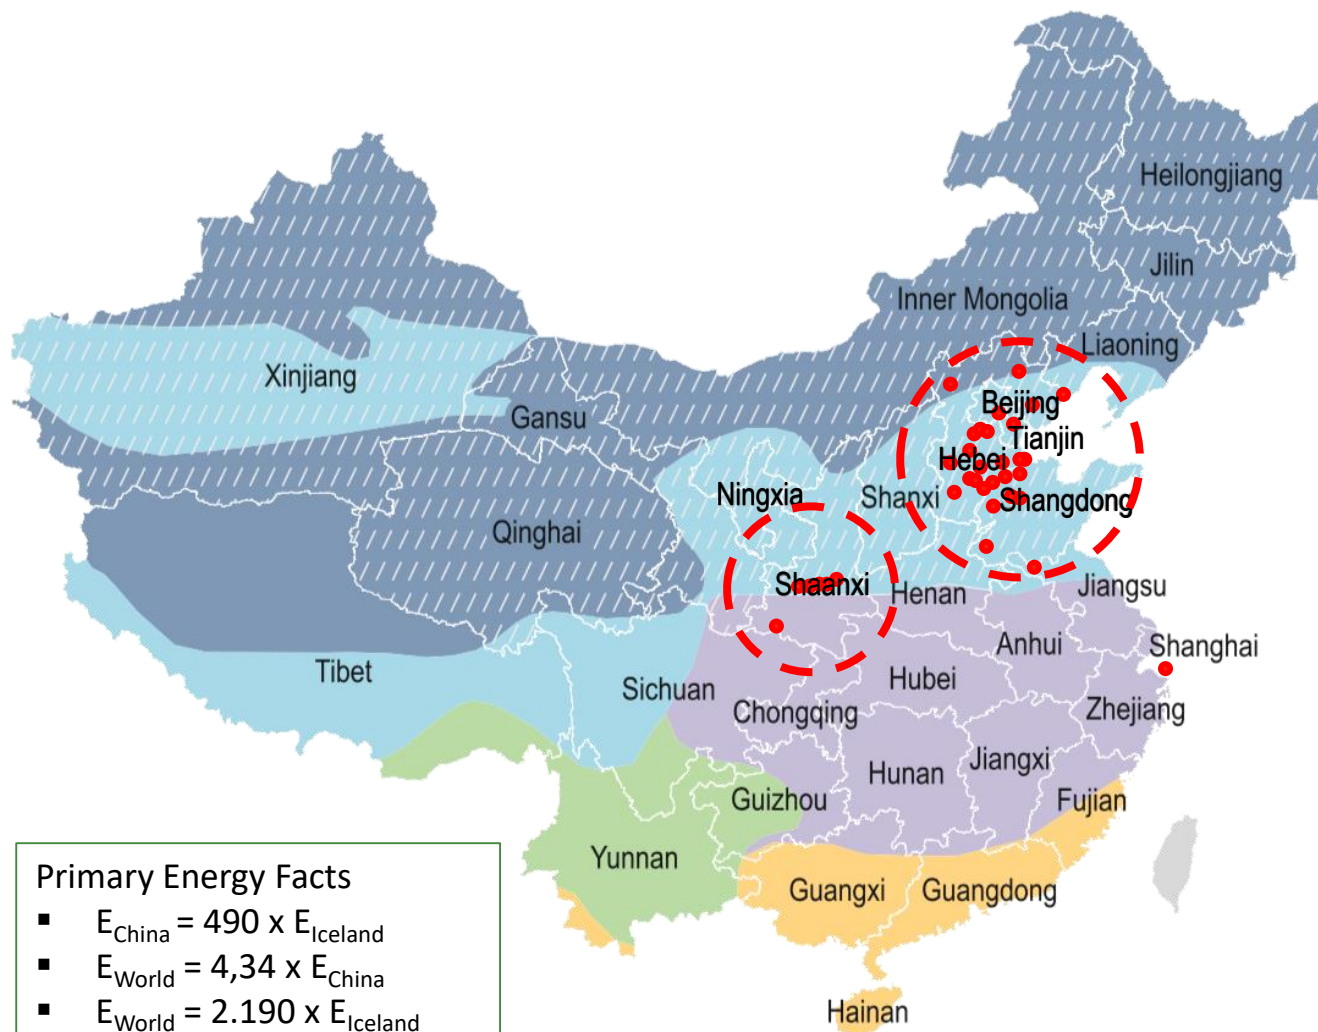 Heilongjiang
Jilin
Inner Mongolia
Liaoning
Xinjiang
Beijing
Gansu
Tianjin
Hebei
Ningxia
Shanxi
Shangdong
Qinghai
Shaanxi
Henan
Jiangsu
Anhui
Shanghai
Tibet
Sichuan
Hubei
Chongqing
Zhejiang
Jiangxi
Hunan
Guizhou
Fujian
Yunnan
Guangxi
Guangdong
Hainan
Primary Energy Facts
▪ E China = 490 x E Iceland
▪ E World = 4,34 x E China
▪ E World = 2.190 x E Iceland